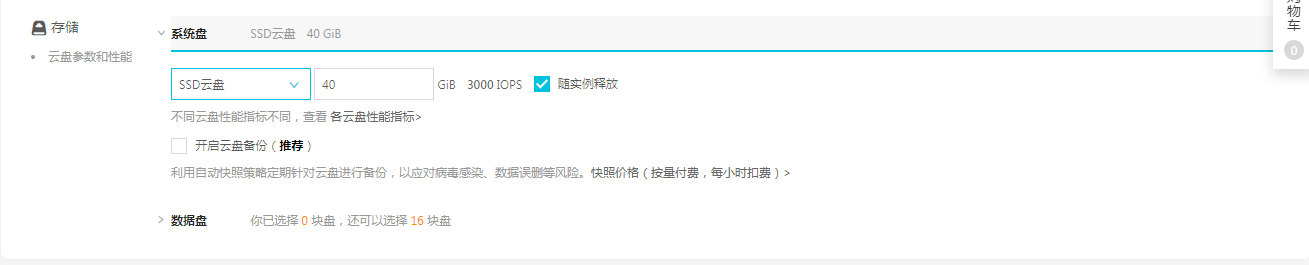 存储
云盘参数和性能
系统盘 SSD云盘 40 GiB
SSD云盘 40 GiB 3000 IOPS 随实例释放
不同云盘性能指标不同，查看 各云盘性能指标>
开启云盘备份（推荐）
利用自动快照策略定期针对云盘进行备份，以应对病毒感染、数据误删等风险。快照价格（按量付费，每小时扣费）>
数据盘 你已选择 0 块盘，还可以选择 16 块盘
物车
0